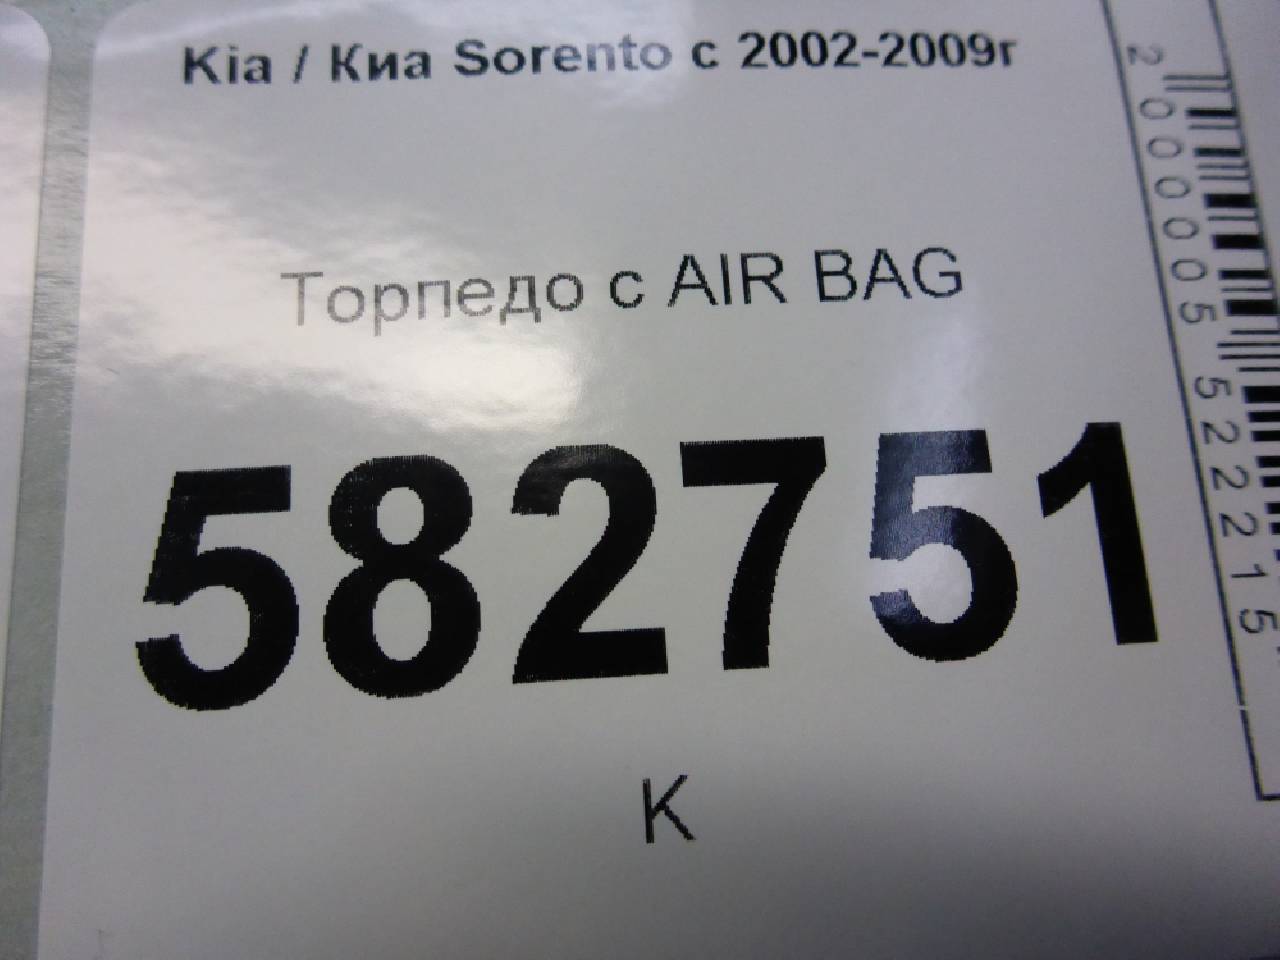 Kia / Киа Sorento с 2002-2009г
Торпедо с AIR BAG
582751
К
2000005522215